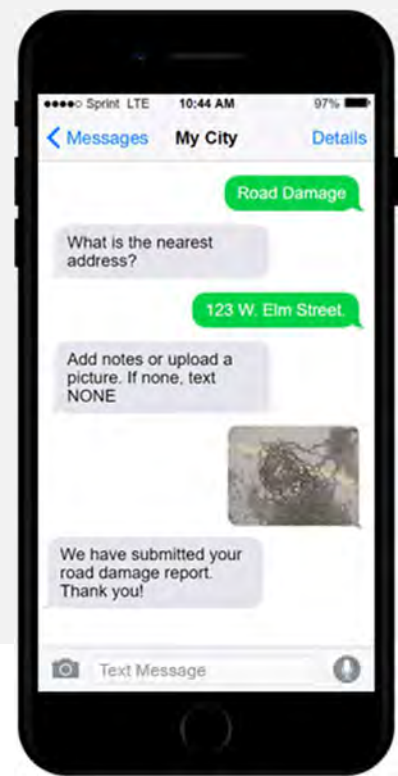 Sprint LTE 10:44 AM 97%
Messages My City Details
Road Damage
What is the nearest
address?
123 W. Elm Street.
Add notes or upload a
picture. If none, text
NONE
We have submitted your
road damage report.
Thank you!
Text Message